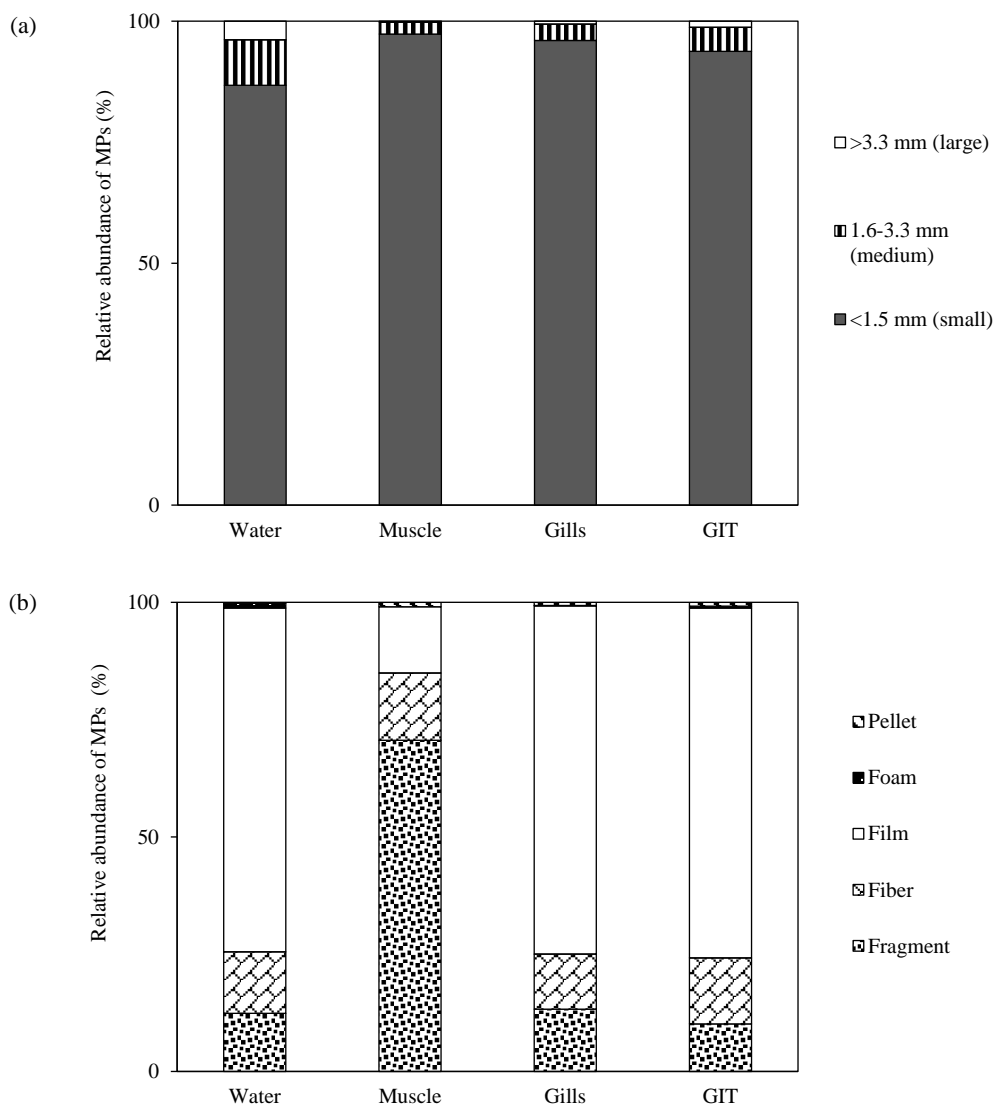 (a)
Relative abundance of MPs (%)
100
50
0
Water Muscle Gills GIT
>3.3 mm (large)
1.6-3.3 mm
(medium)
<1.5 mm (small)
(b)
Relative abundance of MPs (%)
100
50
0
Water Muscle Gills GIT
Pellet
Foam
Film
Fiber
Fragment